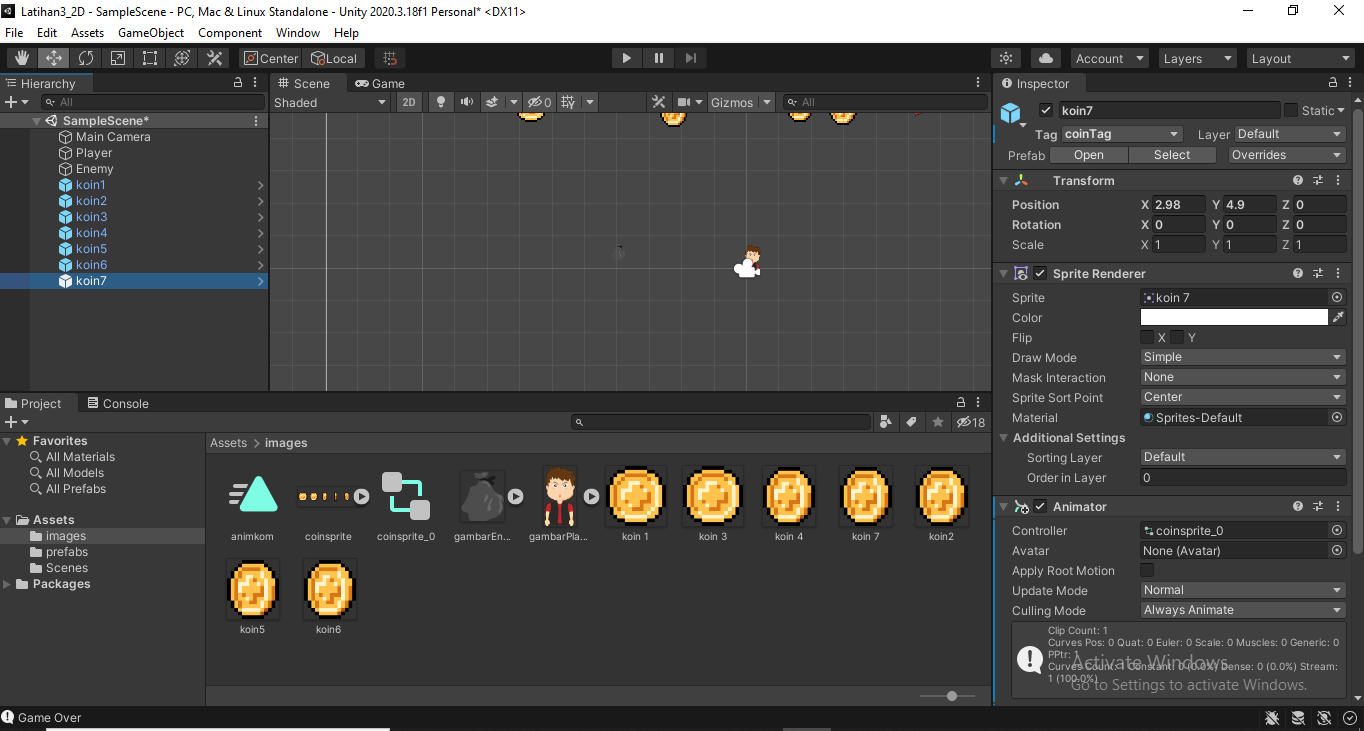 Latihan3_2D - SampleScene - PC, Mac & Linux Standalone - Unity 2020.3.18f1 Personal* <DX11>
File Edit Assets GameObject Component Window Help
Center Local
Account Layers Layout
Hierarchy
All
SampleScene*
Main Camera
Player
Enemy
koin1
koin2
koin3
koin4
koin5
koin6
koin7
Scene Game
Shaded 2D 0 Gizmos All
Inspector
koin7 Static
Tag coinTag Layer Default
Prefab Open Select Overrides
Transform
Position X 2.98 Y 4.9 Z 0
Rotation X 0 Y 0 Z 0
Scale X 1 Y 1 Z 1
Sprite Renderer
Sprite koin 7
Color
Flip X Y
Draw Mode Simple
Mask Interaction None
Sprite Sort Point Center
Material Sprites-Default
Additional Settings
Sorting Layer Default
Order in Layer 0
Animator
Controller coinsprite_0
Avatar None (Avatar)
Apply Root Motion
Update Mode Normal
Culling Mode Always Animate
Clip Count: 1
Curves Pos: 0 Quat: 0 Euler: 0 Scale: 0 Muscles: 0 Generic: 0
PPtr: 1
Curves Count: 1 Constant: 0 (0.0%) Dense: 0 (0.0%) Stream:
1 (100.0%)
Activate Windows
Go to Settings to activate Windows.
Project Console
18
Favorites
All Materials
All Models
All Prefabs
Assets
images
prefabs
Scenes
Packages
Assets > images
animkom coinsprite coinsprite_0 gambarEn... gambarPla... koin 1 koin 3 koin 4 koin 7 koin2
koin5 koin6
Game Over